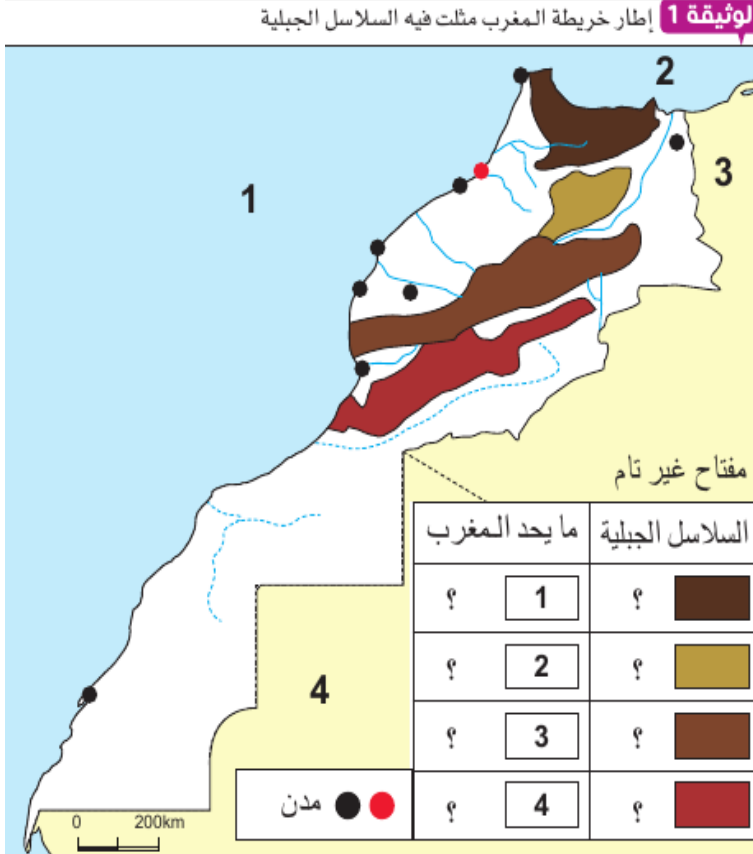 لوثيقة 1 إطار خريطة المغرب مثلت فيه السلاسل الجبلية
2
3
1
مفتاح غير تام
السلاسل الجبلية ما يحد المغرب
؟ 1 ؟
؟ 2 ؟
؟ 3 ؟
؟ 4 ؟
4
مدن
0 200km